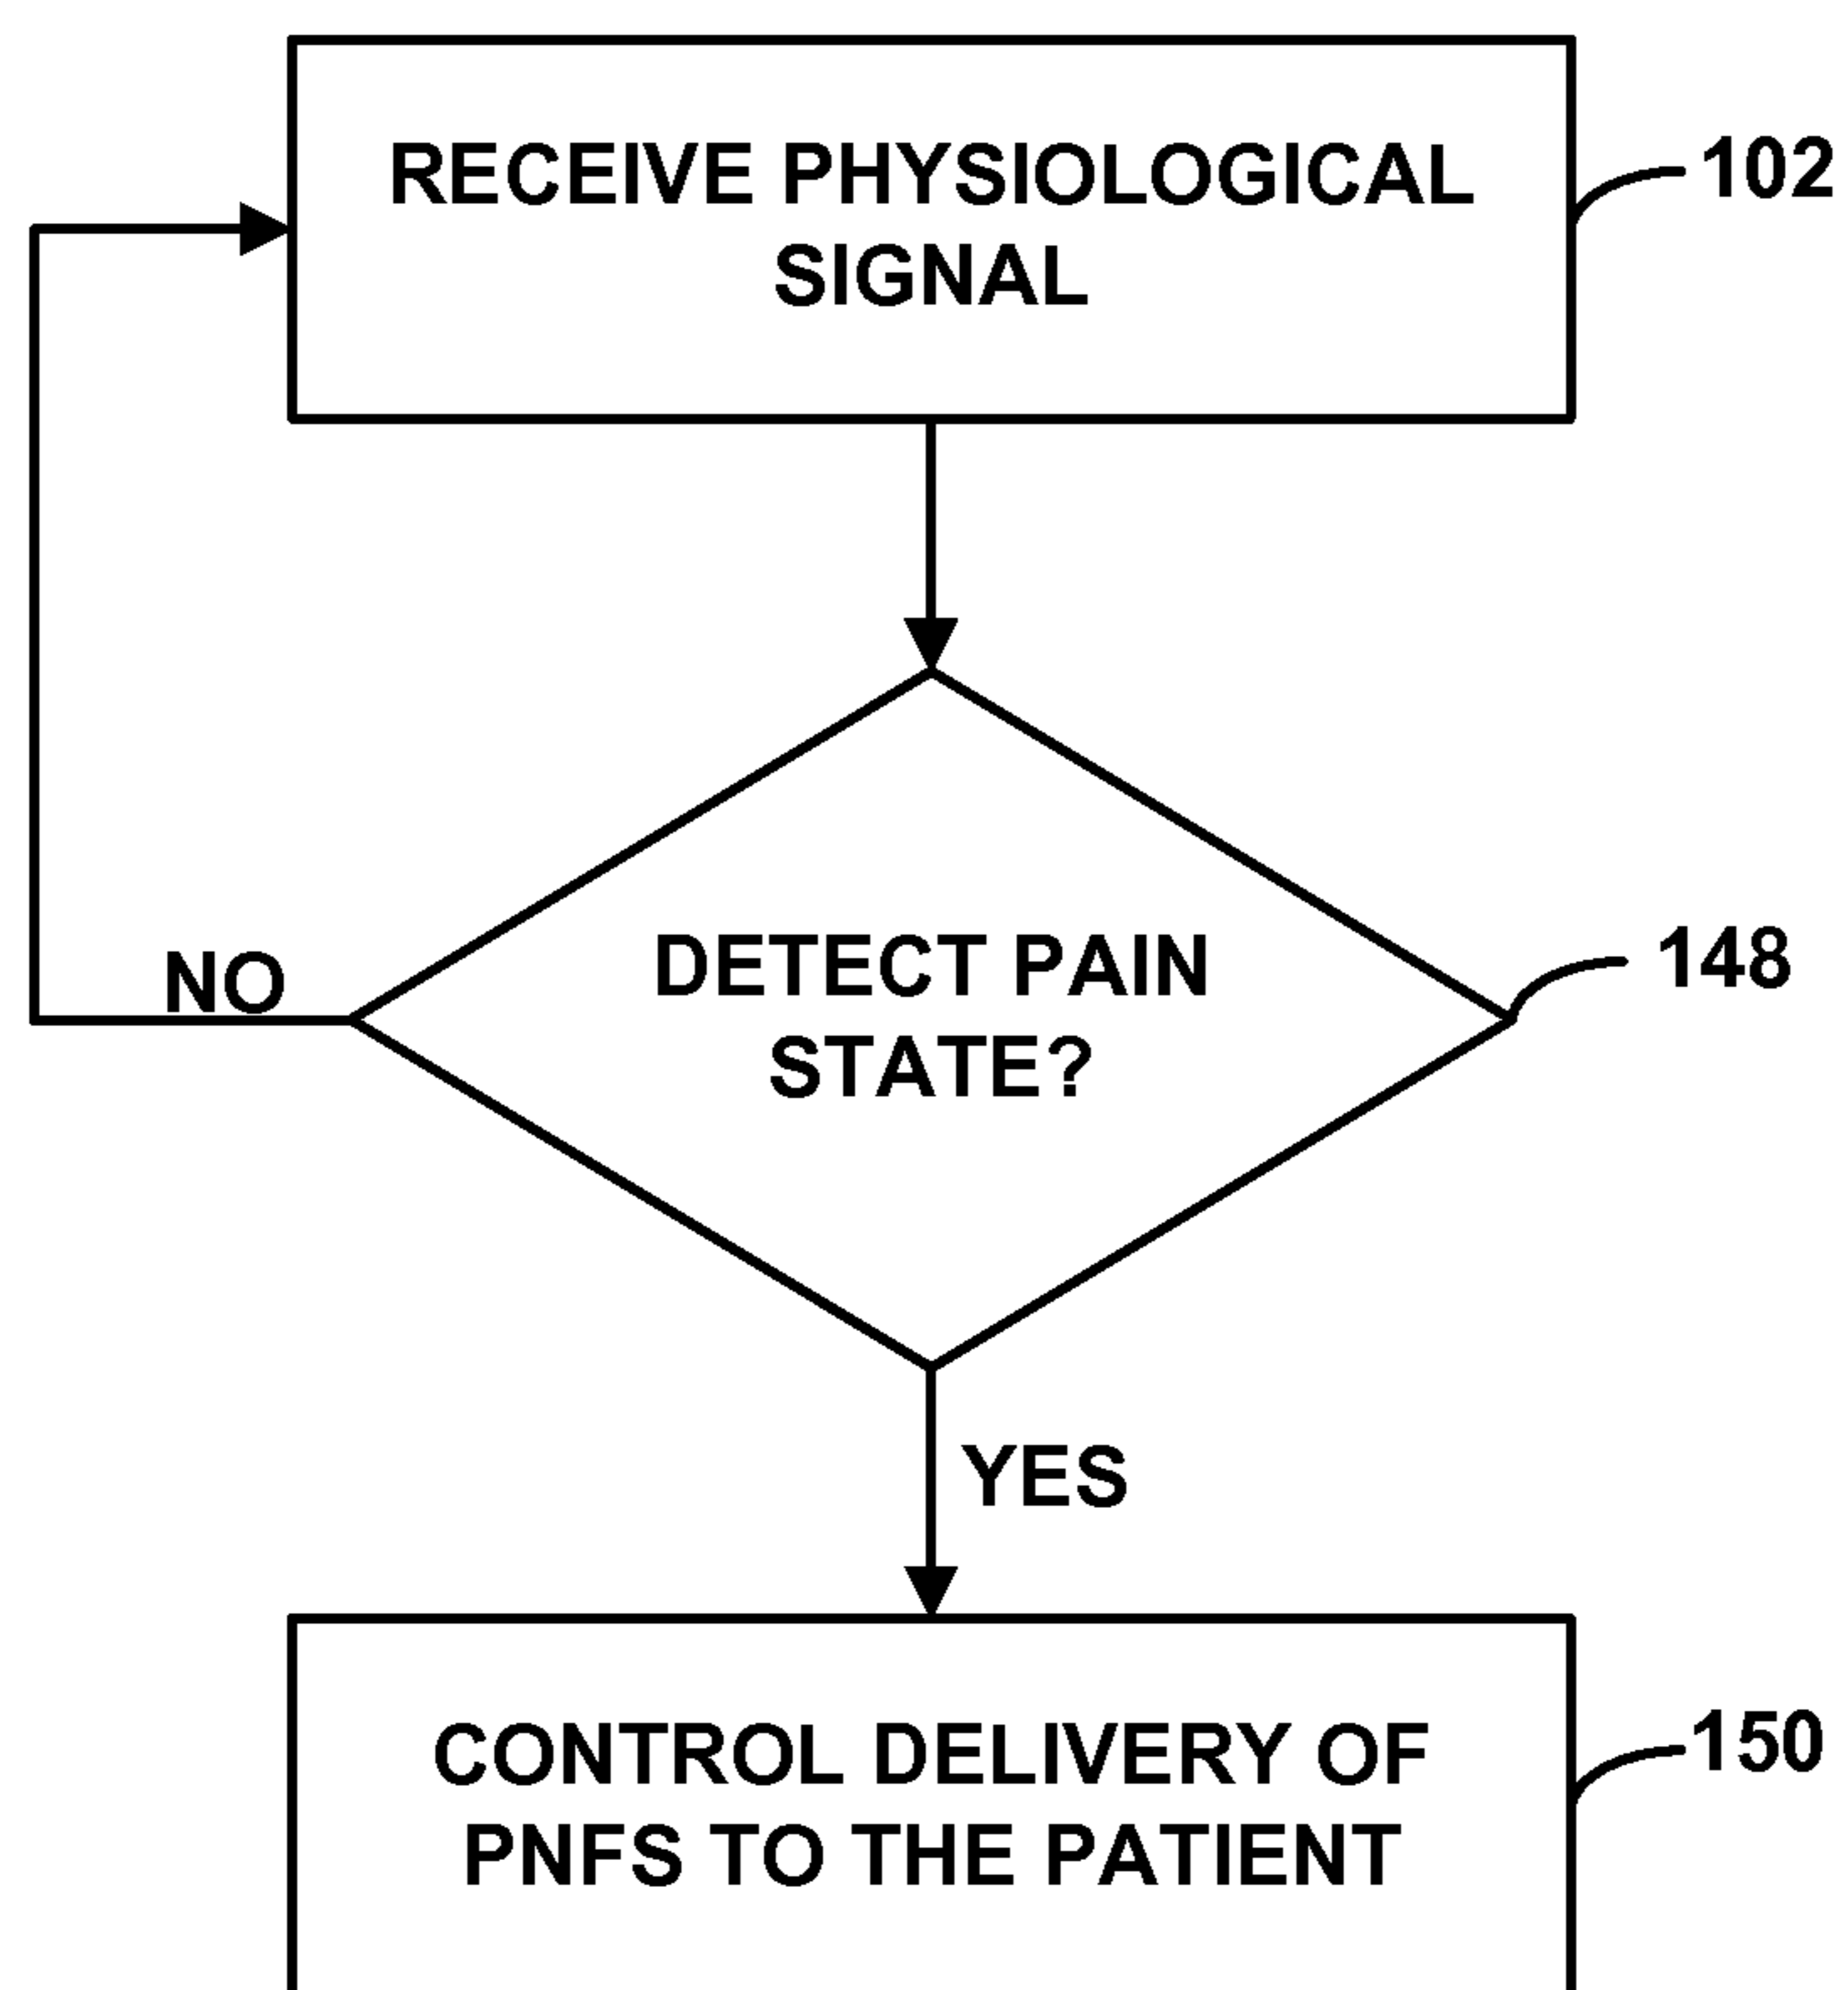 RECEIVE PHYSIOLOGICAL
SIGNAL
102
DETECT PAIN
STATE?
148
NO
YES
CONTROL DELIVERY OF
PNFS TO THE PATIENT
150